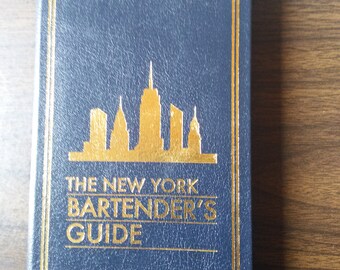 THE NEW YORK
BARTENDER'S
GUIDE